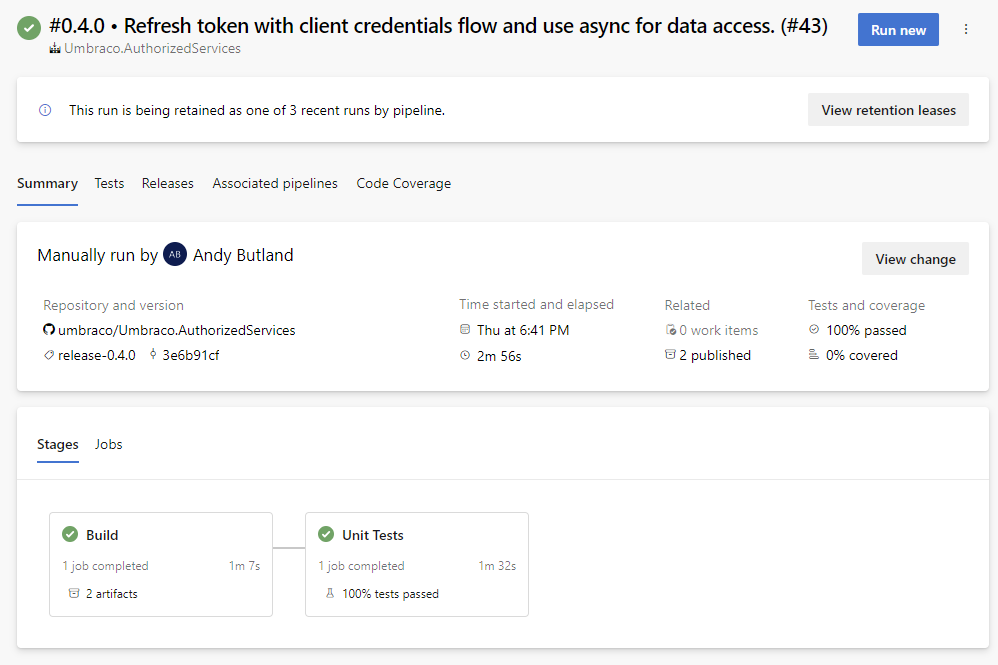 #0.4.0 • Refresh token with client credentials flow and use async for data access. (#43)
Run new
Umbraco.AuthorizedServices
This run is being retained as one of 3 recent runs by pipeline.
View retention leases
Summary Tests Releases Associated pipelines Code Coverage
Manually run by AB Andy Butland
View change
Repository and version
umbraco/Umbraco.AuthorizedServices
release-0.4.0 3e6b91cf
Time started and elapsed
Thu at 6:41 PM
2m 56s
Related
0 work items
2 published
Tests and coverage
100% passed
0% covered
Stages Jobs
Build
1 job completed 1m 7s
2 artifacts
Unit Tests
1 job completed 1m 32s
100% tests passed